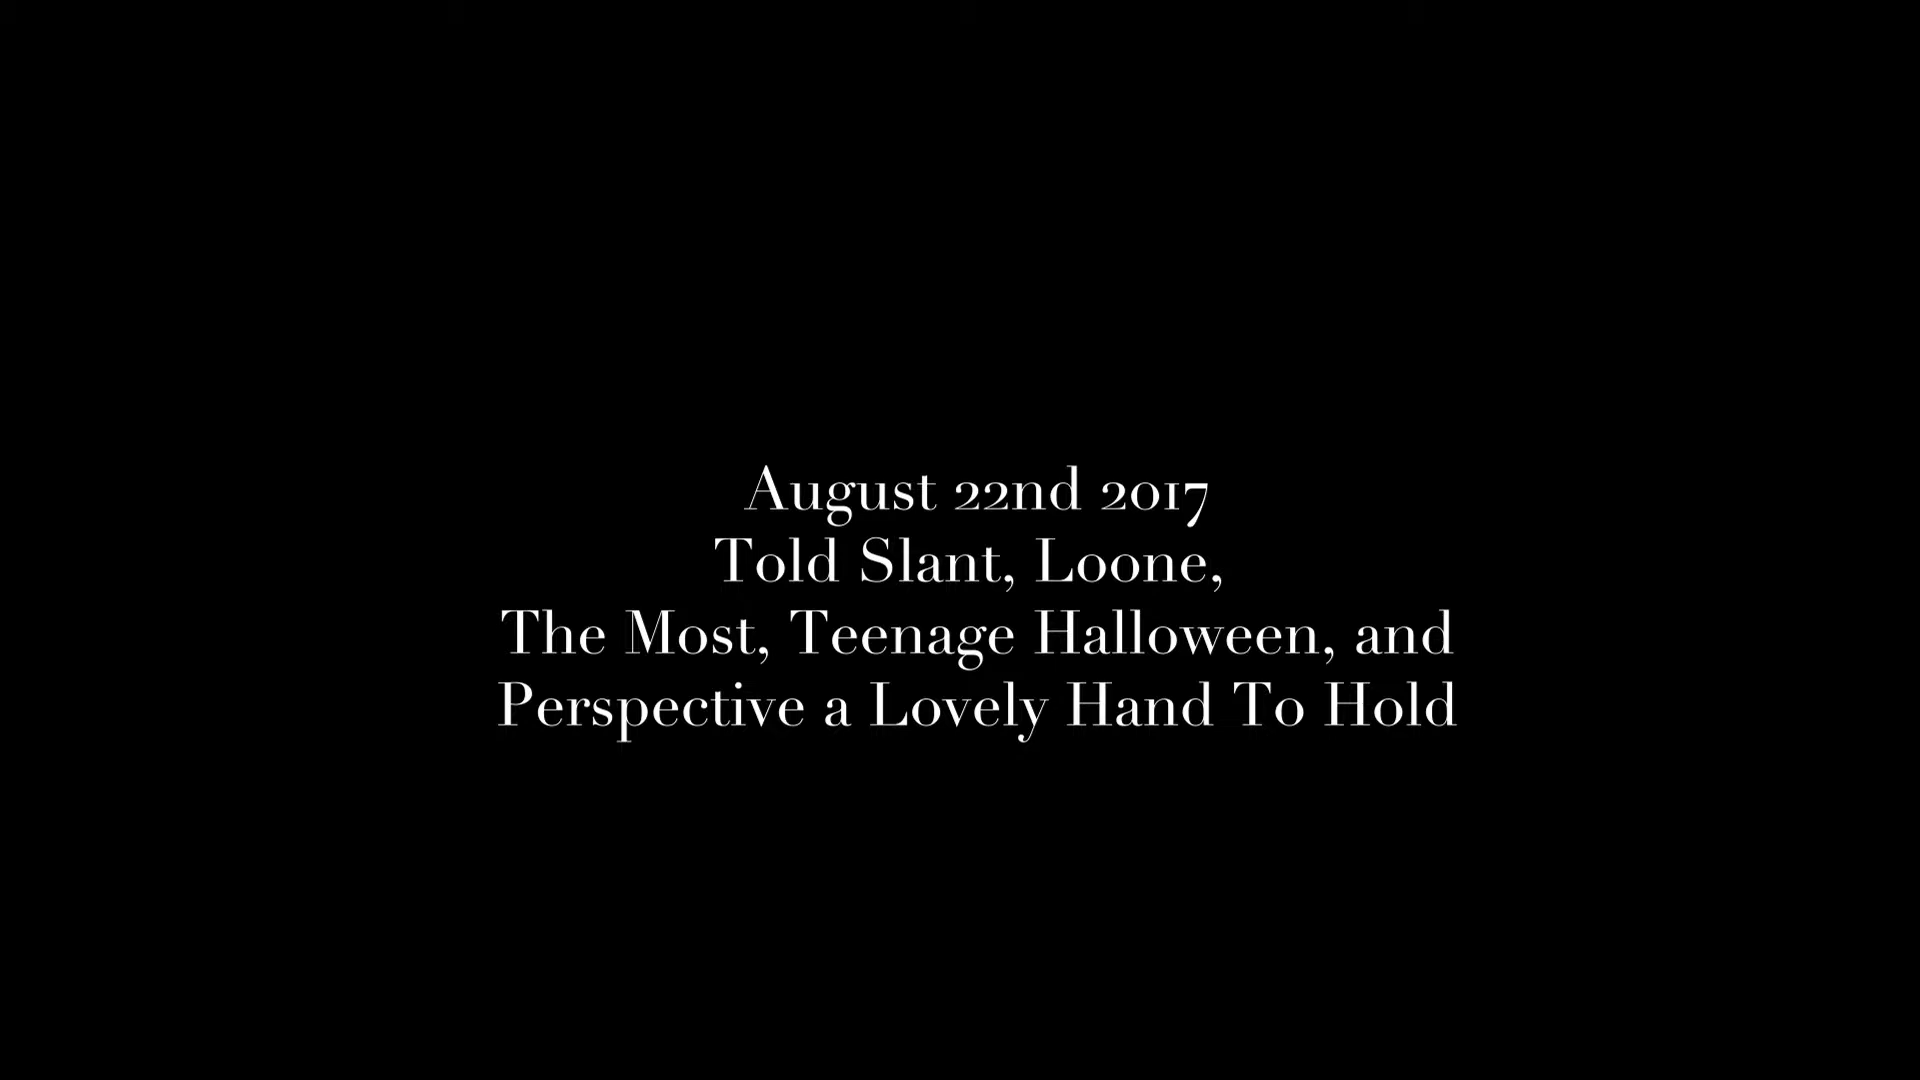 August 22nd 2017
Told Slant, Loone,
The Most, Teenage Halloween, and
Perspective a Lovely Hand To Hold